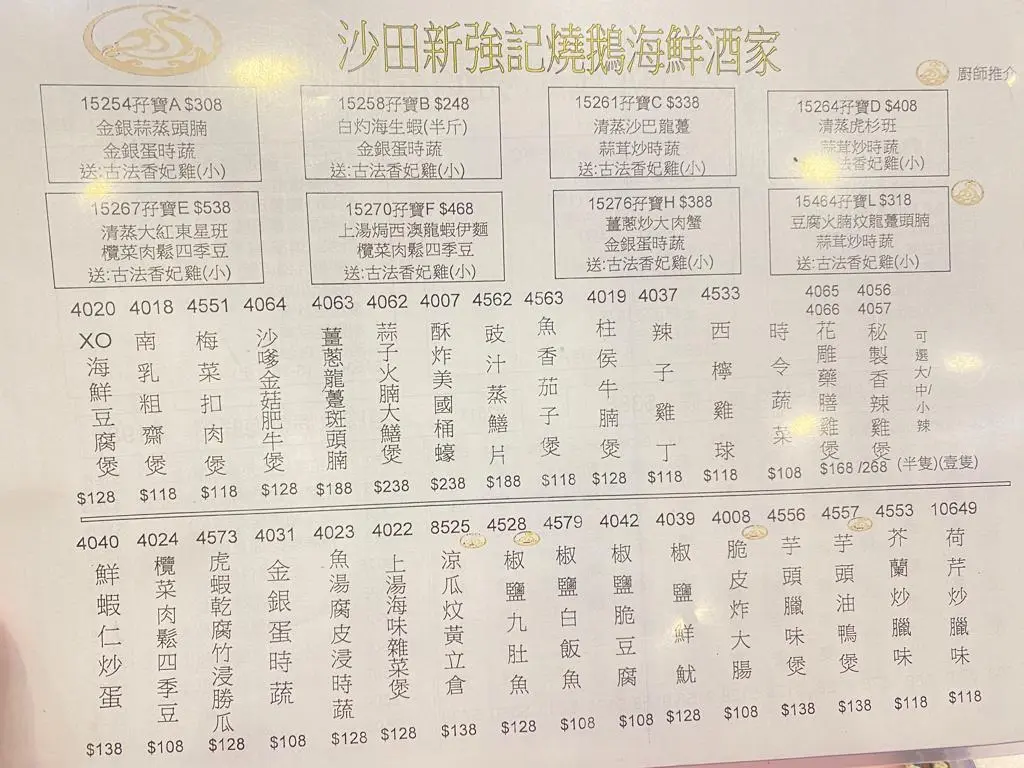 沙田新強記燒鵝海鮮酒家
廚師推介
15254孖寶A $308
金銀蒜蒸頭腩
金銀蛋時蔬
送:古法香妃雞(小)
15258孖寶B $248
白灼海生蝦(半斤)
金銀蛋時蔬
送:古法香妃雞(小)
15261孖寶C $338
清蒸沙巴龍躉
蒜茸炒時蔬
送:古法香妃雞(小)
15264孖寶D $408
清蒸虎杉班
蒜茸炒時蔬
法香妃雞(小)
15267孖寶E $538
清蒸大紅東星班
欖菜肉鬆四季豆
送:古法香妃雞(小)
15270孖寶F $468
上湯焗西澳龍蝦伊麵
欖菜肉鬆四季豆
送:古法香妃雞(小)
15276孖寶H $388
薑蔥炒大肉蟹
金銀蛋時蔬
送:古法香妃雞(小)
15464孖寶L $318
豆腐火腩炆龍躉頭腩
蒜茸炒時蔬
送:古法香妃雞(小)
4020
XO海鮮豆腐煲
$128
4018
南乳粗齋煲
$118
4551
梅菜扣肉煲
$118
4064
沙嗲金菇肥牛煲
$128
4063
薑蔥龍躉斑頭腩
$188
4062
蒜子火腩大鱔煲
$238
4007
酥炸美國桶蠔
$238
4562
豉汁蒸鱔片
$188
4563
魚香茄子煲
$118
4019
柱侯牛腩煲
$128
4037
辣子雞丁
$118
4533
西檸雞球
$118
時令蔬菜
$108
4065
4066
花雕藥膳雞煲
4056
4057
秘製香辣雞煲
$168 /268 (半隻)(壹隻)
可選大/中/小辣
4040
鮮蝦仁炒蛋
$138
4024
欖菜肉鬆四季豆
$108
4573
虎蝦乾腐竹浸勝瓜
$128
4031
金銀蛋時蔬
$108
4023
魚湯腐皮浸時蔬
$128
4022
上湯海味雜菜煲
$128
8525
涼瓜炆黃立倉
$138
4528
椒鹽九肚魚
$128
4579
椒鹽白飯魚
$108
4042
椒鹽脆豆腐
$108
4039
椒鹽鮮魷
$128
4008
脆皮炸大腸
$108
4556
芋頭臘味煲
$138
4557
芋頭油鴨煲
$138
4553
芥蘭炒臘味
$118
10649
荷芹炒臘味
$118